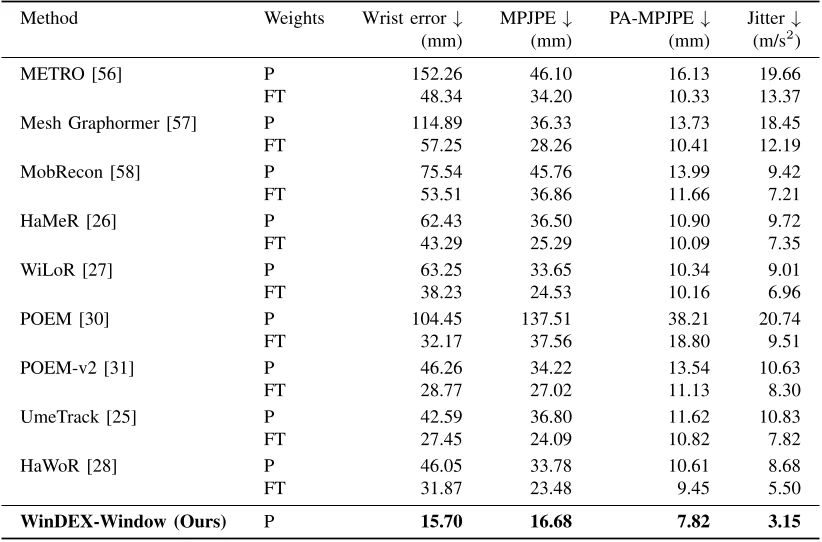 Method Weights Wrist error ↓ MPJPE ↓ PA-MPJPE ↓ Jitter ↓
(mm) (mm) (mm) (m/s²)
METRO [56] P 152.26 46.10 16.13 19.66
FT 48.34 34.20 10.33 13.37
Mesh Graphormer [57] P 114.89 36.33 13.73 18.45
FT 57.25 28.26 10.41 12.19
MobRecon [58] P 75.54 45.76 13.99 9.42
FT 53.51 36.86 11.66 7.21
HaMeR [26] P 62.43 36.50 10.90 9.72
FT 43.29 25.29 10.09 7.35
WiLoR [27] P 63.25 33.65 10.34 9.01
FT 38.23 24.53 10.16 6.96
POEM [30] P 104.45 137.51 38.21 20.74
FT 32.17 37.56 18.80 9.51
POEM-v2 [31] P 46.26 34.22 13.54 10.63
FT 28.77 27.02 11.13 8.30
UmeTrack [25] P 42.59 36.80 11.62 10.83
FT 27.45 24.09 10.82 7.82
HaWoR [28] P 46.05 33.78 10.61 8.68
FT 31.87 23.48 9.45 5.50
WinDEX-Window (Ours) P 15.70 16.68 7.82 3.15